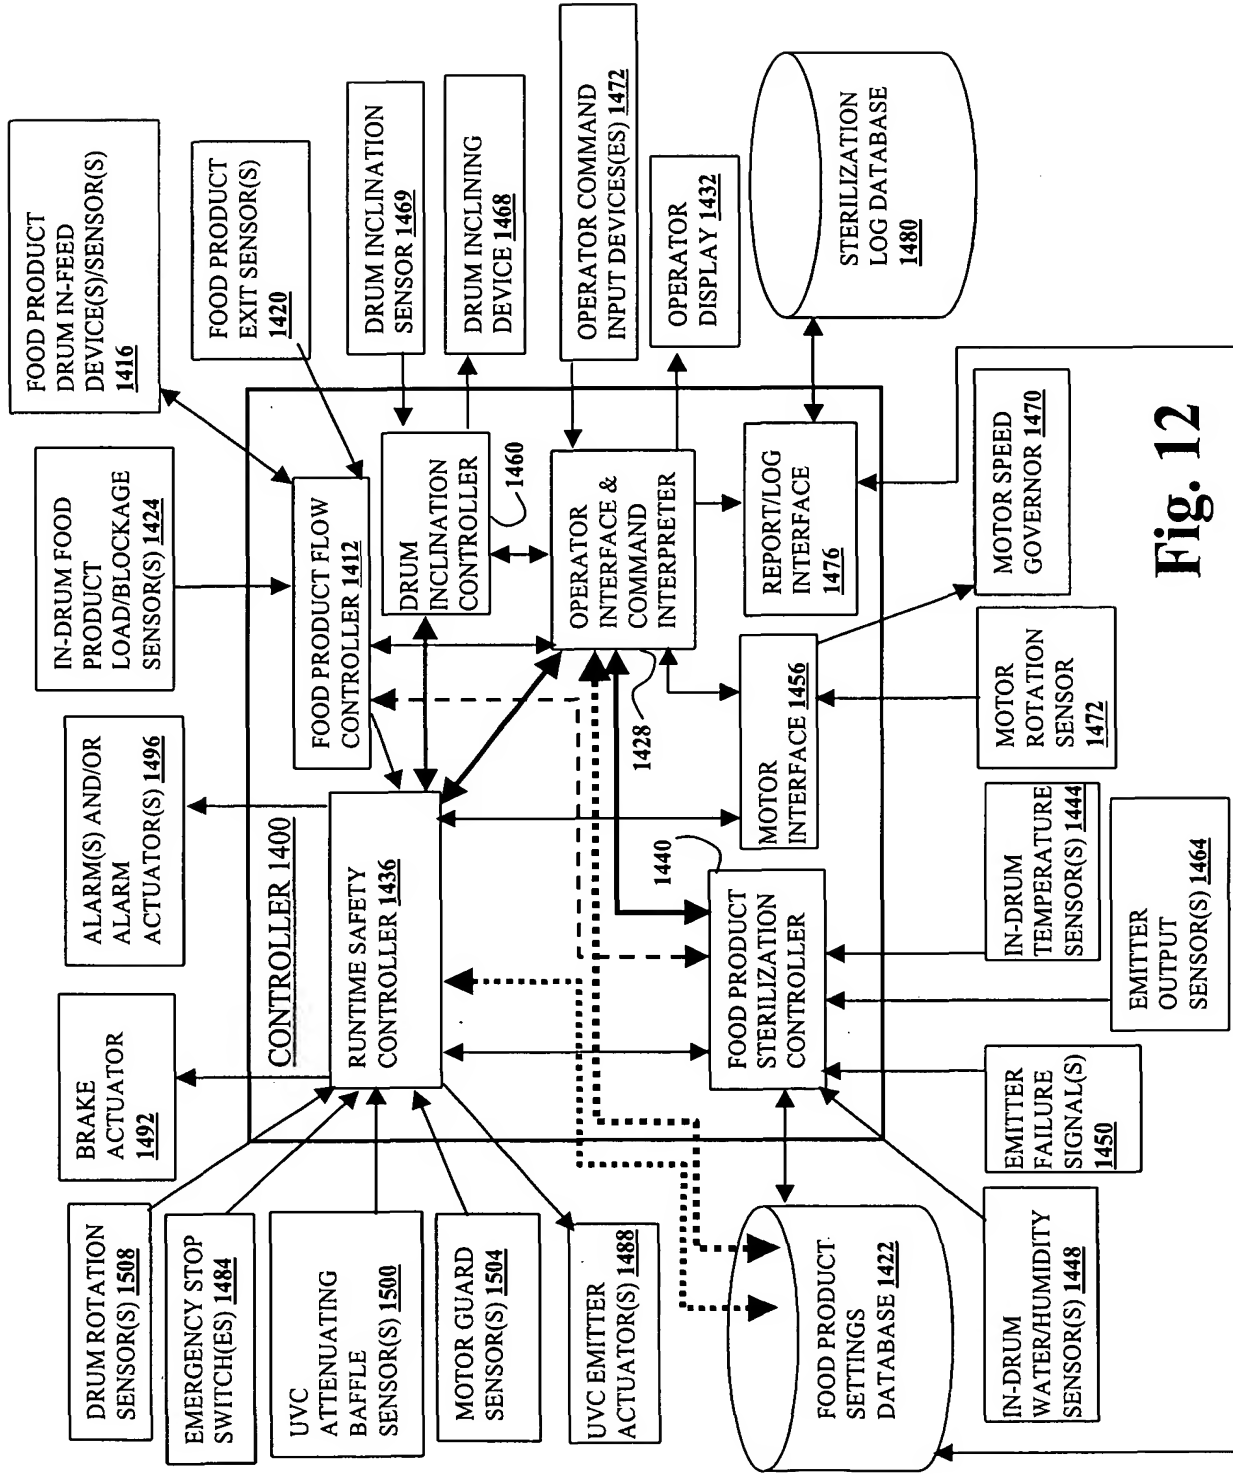 DRUM ROTATION
SENSOR(S) 1508
EMERGENCY STOP
SWITCH(ES) 1484
UVC
ATTENUATING
BAFFLE
SENSOR(S) 1500
MOTOR GUARD
SENSOR(S) 1504
UVC EMITTER
ACTUATOR(S) 1488
BRAKE
ACTUATOR
1492
ALARM(S) AND/OR
ALARM
ACTUATOR(S) 1496
IN-DRUM FOOD
PRODUCT
LOAD/BLOCKAGE
SENSOR(S) 1424
FOOD PRODUCT
DRUM IN-FEED
DEVICE(S)/SENSOR(S)
1416
FOOD PRODUCT
EXIT SENSOR(S)
1420
DRUM INCLINATION
SENSOR 1469
DRUM INCLINING
DEVICE 1468
OPERATOR COMMAND
INPUT DEVICES(ES) 1472
OPERATOR
DISPLAY 1432
STERILIZATION
LOG DATABASE
1480
CONTROLLER 1400
RUNTIME SAFETY
CONTROLLER 1436
FOOD PRODUCT FLOW
CONTROLLER 1412
DRUM
INCLINATION
CONTROLLER
1460
OPERATOR
INTERFACE &
COMMAND
INTERPRETER
1428
REPORT/LOG
INTERFACE
1476
MOTOR
INTERFACE 1456
1440
FOOD PRODUCT
STERILIZATION
CONTROLLER
FOOD PRODUCT
SETTINGS
DATABASE 1422
IN-DRUM
WATER/HUMIDITY
SENSOR(S) 1448
EMITTER
FAILURE
SIGNAL(S)
1450
EMITTER
OUTPUT
SENSOR(S) 1464
IN-DRUM
TEMPERATURE
SENSOR(S) 1444
MOTOR
ROTATION
SENSOR
1472
MOTOR SPEED
GOVERNOR 1470
Fig. 12